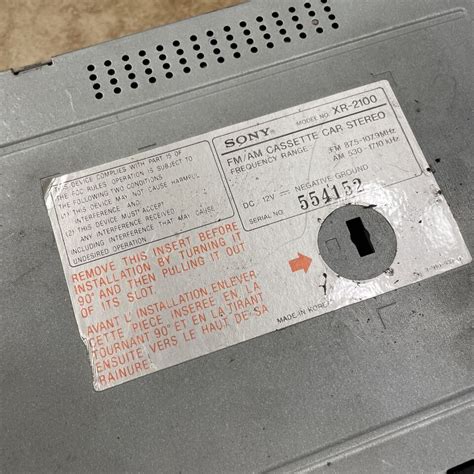 THIS DEVICE COMPLIES WITH PART 15 OF
THE FCC RULES. OPERATION IS SUBJECT TO
THE FOLLOWING TWO CONDITIONS:
(1) THIS DEVICE MAY NOT CAUSE HARMFUL
INTERFERENCE, AND
(2) THIS DEVICE MUST ACCEPT
ANY INTERFERENCE RECEIVED,
INCLUDING INTERFERENCE THAT MAY CAUSE
UNDESIRED OPERATION.
SONY MODEL NO. XR-2100
FM/AM CASSETTE CAR STEREO
FREQUENCY RANGE: FM 87.5-107.9MHz
AM 530-1710 kHz
DC 12V NEGATIVE GROUND
SERIAL NO. 554152
REMOVE THIS INSERT BEFORE
INSTALLATION BY TURNING IT
90° AND THEN PULLING IT OUT
OF ITS SLOT.
AVANT L' INSTALLATION, ENLEVER
CETTE PIÈCE INSEREE EN LA
TOURNANT 90° ET EN LA TIRANT
ENSUITE VERS LE HAUT DE SA
RAINURE.
MADE IN KOREA